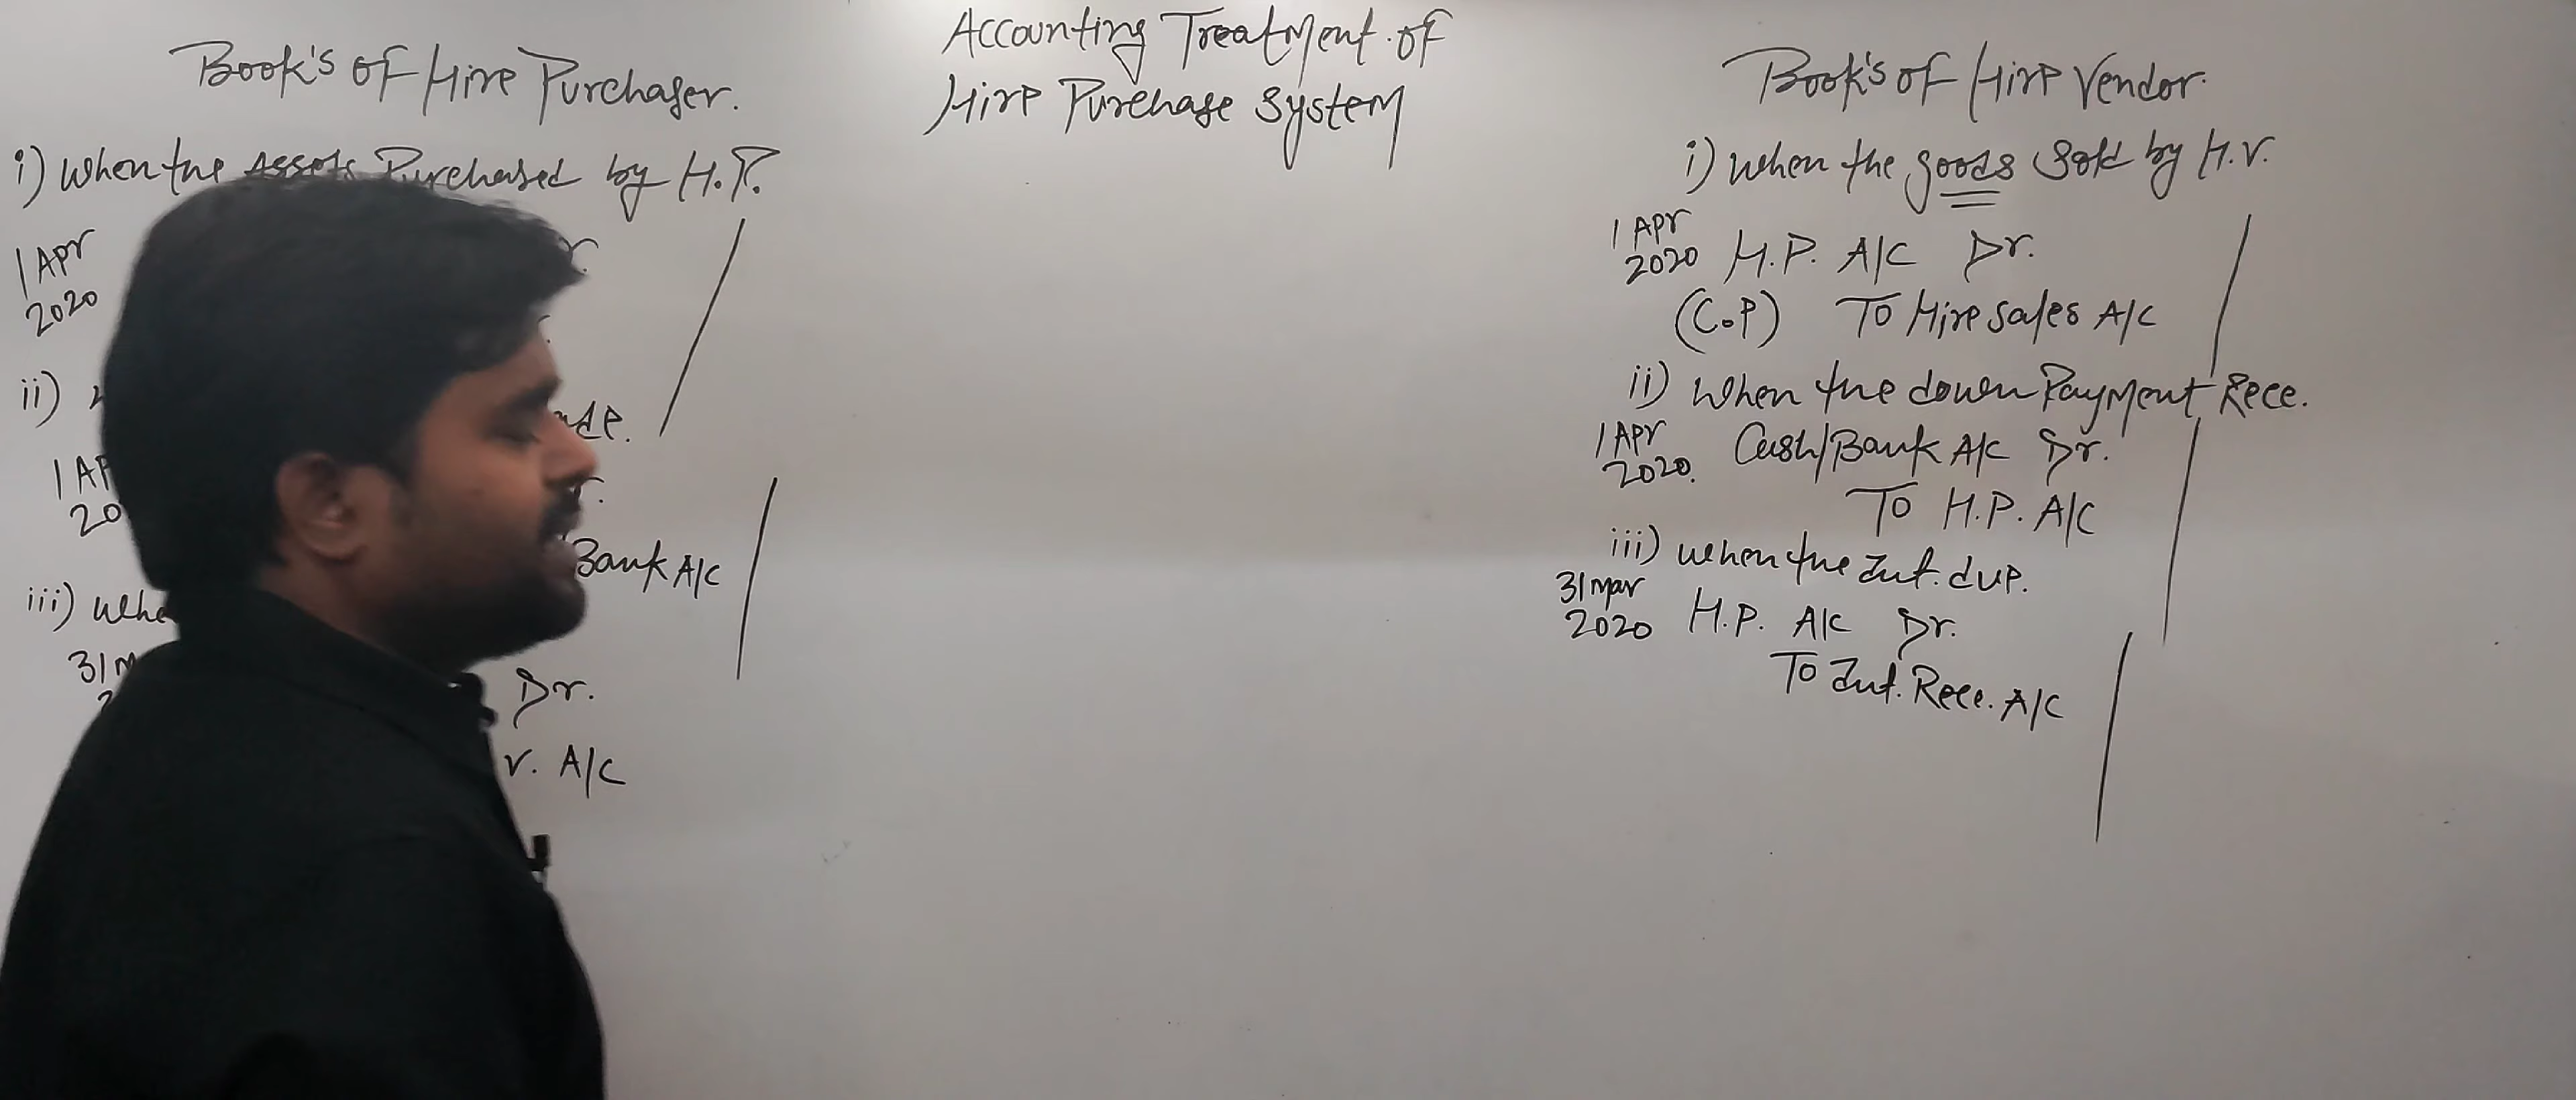 Accounting Treatment of
Hire Purchase System
Book's of Hire Purchaser.
i) When the Assets Purchased by H.P.
1 Apr
2020
ii)
1 Ap
20
Bank A/c
iii) Whe
31 M
Dr.
v. A/c
Book's of Hire Vendor.
i) When the goods Sold by H.V.
1 Apr
2020 H.P. A/c Dr.
(C.P) To Hire sales A/c
ii) When the down Payment Rece.
1 Apr
2020. Cash/Bank A/c Dr.
To H.P. A/c
iii) When the Int. due.
31 Mar
2020 H.P. A/c Dr.
To Int. Rece. A/c